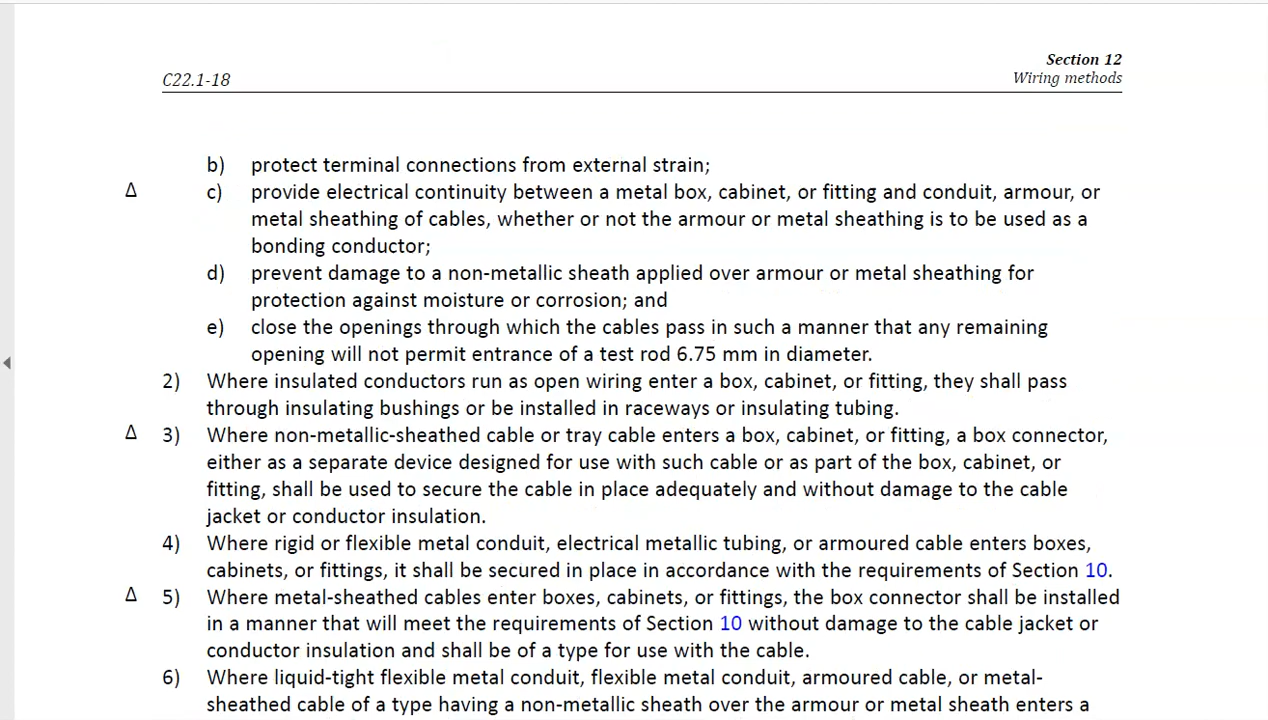 Section 12
C22.1-18
Wiring methods
b) protect terminal connections from external strain;
Δ c) provide electrical continuity between a metal box, cabinet, or fitting and conduit, armour, or
metal sheathing of cables, whether or not the armour or metal sheathing is to be used as a
bonding conductor;
d) prevent damage to a non-metallic sheath applied over armour or metal sheathing for
protection against moisture or corrosion; and
e) close the openings through which the cables pass in such a manner that any remaining
opening will not permit entrance of a test rod 6.75 mm in diameter.
2) Where insulated conductors run as open wiring enter a box, cabinet, or fitting, they shall pass
through insulating bushings or be installed in raceways or insulating tubing.
Δ 3) Where non-metallic-sheathed cable or tray cable enters a box, cabinet, or fitting, a box connector,
either as a separate device designed for use with such cable or as part of the box, cabinet, or
fitting, shall be used to secure the cable in place adequately and without damage to the cable
jacket or conductor insulation.
4) Where rigid or flexible metal conduit, electrical metallic tubing, or armoured cable enters boxes,
cabinets, or fittings, it shall be secured in place in accordance with the requirements of Section 10.
Δ 5) Where metal-sheathed cables enter boxes, cabinets, or fittings, the box connector shall be installed
in a manner that will meet the requirements of Section 10 without damage to the cable jacket or
conductor insulation and shall be of a type for use with the cable.
6) Where liquid-tight flexible metal conduit, flexible metal conduit, armoured cable, or metal-
sheathed cable of a type having a non-metallic sheath over the armour or metal sheath enters a